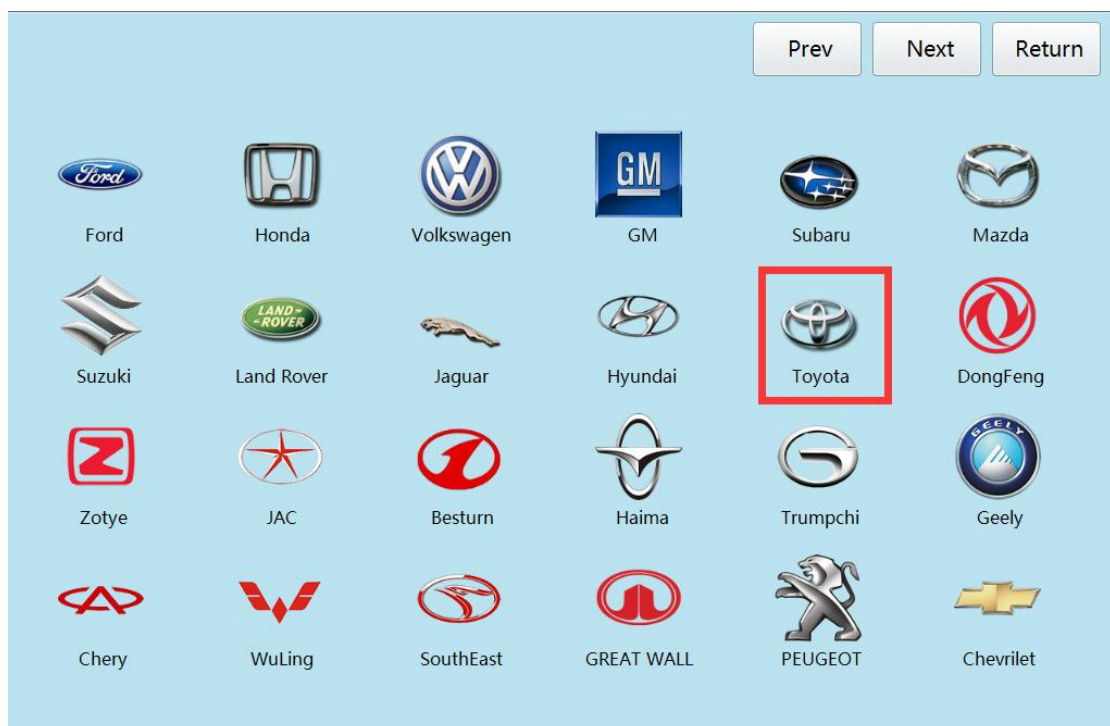 Prev Next Return
Ford
GM
Ford Honda Volkswagen GM Subaru Mazda
LAND-
-ROVER
Suzuki Land Rover Jaguar Hyundai Toyota DongFeng
GEELY
Zotye JAC Besturn Haima Trumpchi Geely
Chery WuLing SouthEast GREAT WALL PEUGEOT Chevrilet